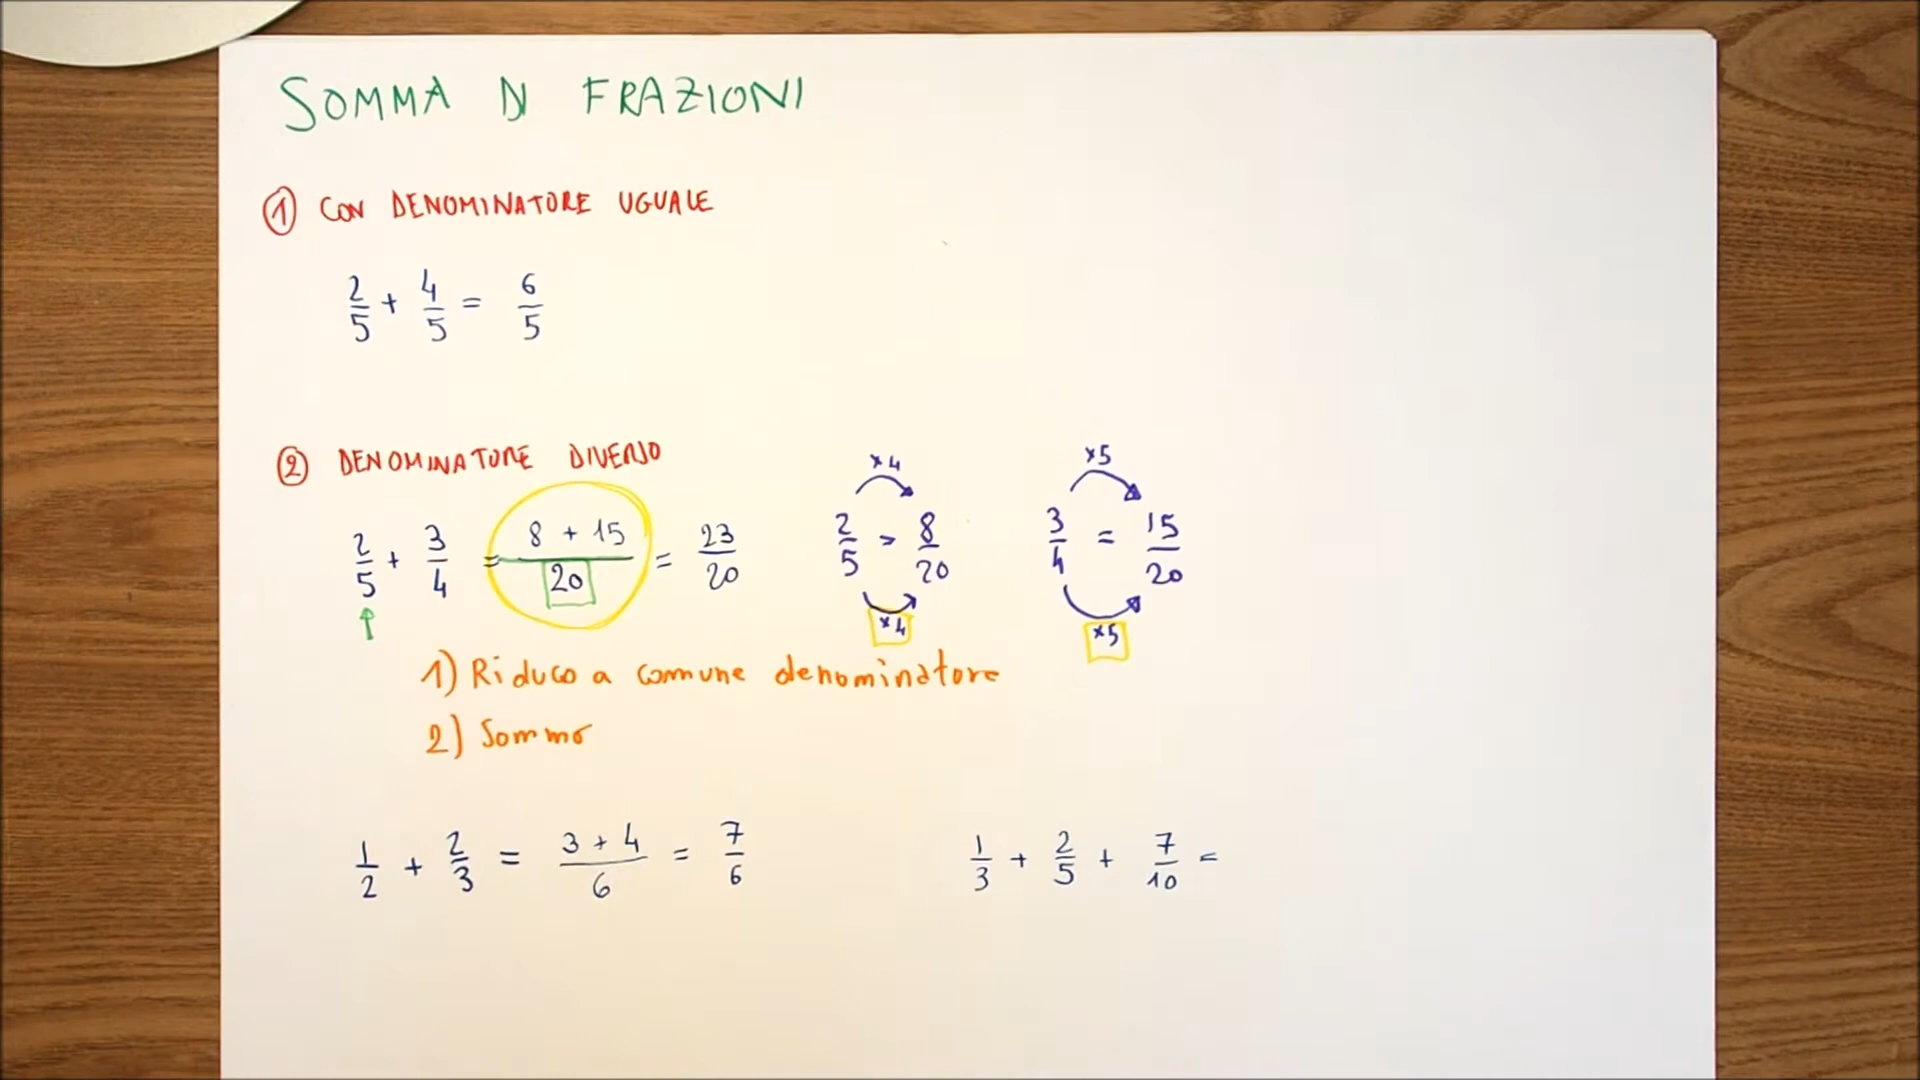 SOMMA DI FRAZIONI
① CON DENOMINATORE UGUALE
2/5 + 4/5 = 6/5
② DENOMINATORE DIVERSO
2/5 + 3/4 = (8 + 15)/20 = 23/20
×4
2/5 = 8/20
×4
×5
3/4 = 15/20
×5
1) Riduco a comune denominatore
2) Sommo
1/2 + 2/3 = (3 + 4)/6 = 7/6
1/3 + 2/5 + 7/10 =